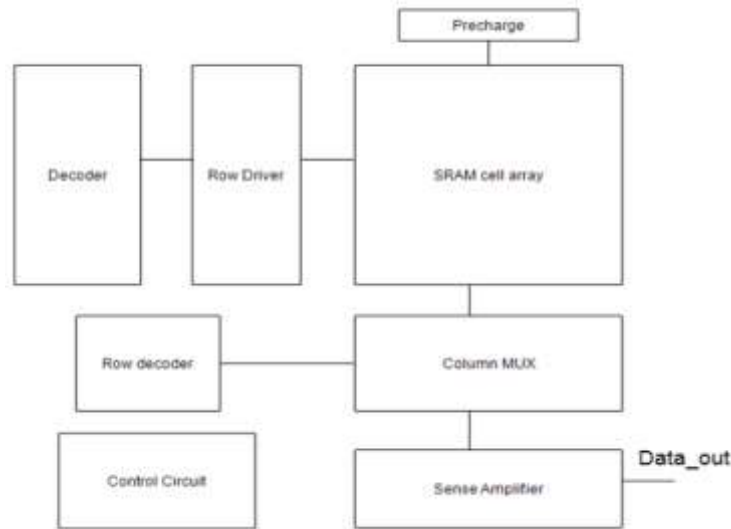 Precharge
Decoder
Row Driver
SRAM cell array
Row decoder
Column MUX
Control Circuit
Sense Amplifier
Data_out